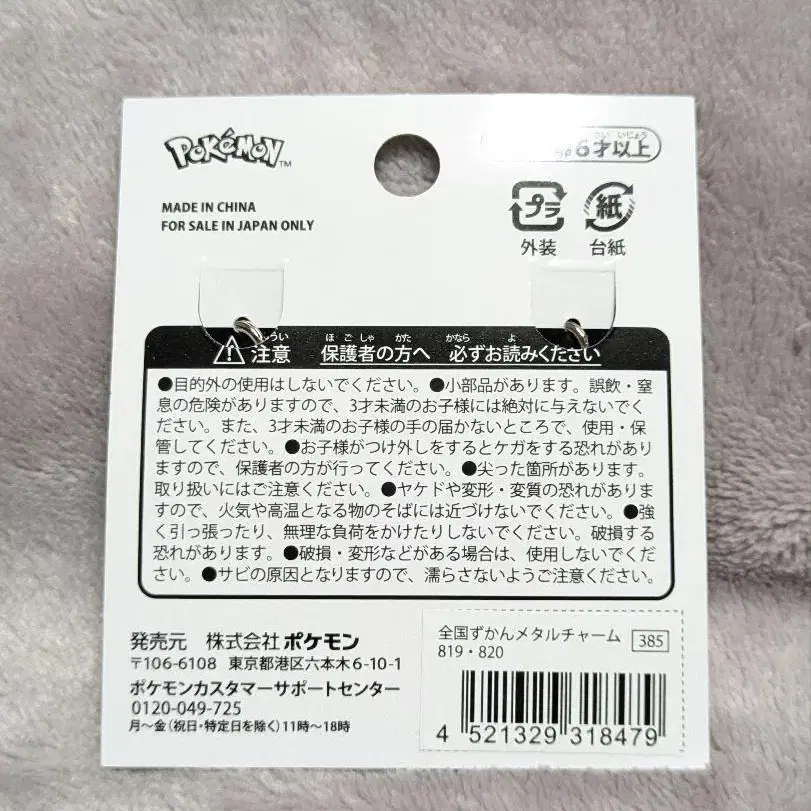 POKéMON™
さい いじょう
6才以上
MADE IN CHINA
FOR SALE IN JAPAN ONLY
プラ 紙
外装 台紙
ほごしゃ かた かなら よ
注意 保護者の方へ 必ずお読みください
●目的外の使用はしないでください。●小部品があります。誤飲・窒
息の危険がありますので、3才未満のお子様には絶対に与えないでく
ださい。また、3才未満のお子様の手の届かないところで、使用・保
管してください。●お子様がつけ外しをするとケガをする恐れがあり
ますので、保護者の方が行ってください。●尖った箇所があります。
取り扱いにはご注意ください。●ヤケドや変形・変質の恐れがありま
すので、火気や高温となる物のそばには近づけないでください。●強
く引っ張ったり、無理な負荷をかけたりしないでください。破損する
恐れがあります。●破損・変形などがある場合は、使用しないでくだ
さい。●サビの原因となりますので、濡らさないようご注意ください。
発売元 株式会社ポケモン
〒106-6108 東京都港区六本木6-10-1
ポケモンカスタマーサポートセンター
0120-049-725
月～金(祝日・特定日を除く)11時～18時
全国ずかんメタルチャーム 385
819・820
4 521329 318479